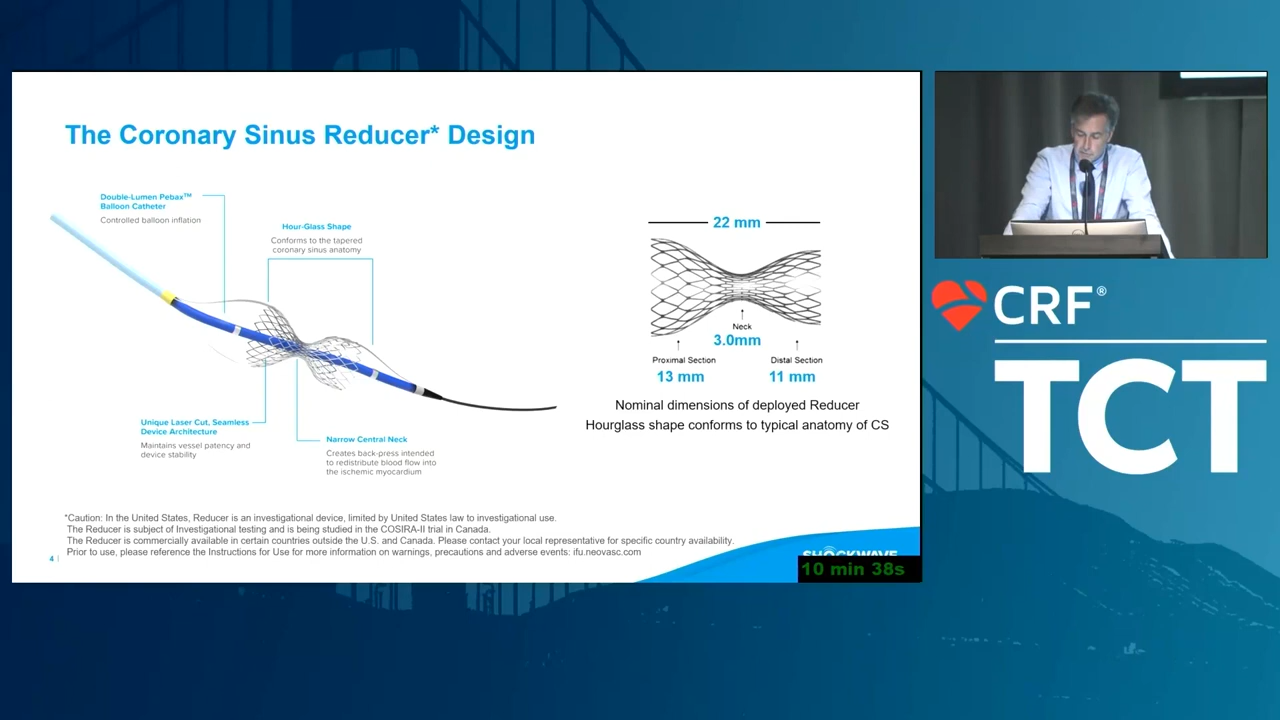 The Coronary Sinus Reducer* Design
Double-Lumen Pebax™
Balloon Catheter
Controlled balloon inflation
Hour-Glass Shape
Conforms to the tapered
coronary sinus anatomy
Unique Laser Cut, Seamless
Device Architecture
Maintains vessel patency and
device stability
Narrow Central Neck
Creates back-press intended
to redistribute blood flow into
the ischemic myocardium
22 mm
Neck
3.0mm
Proximal Section
13 mm
Distal Section
11 mm
Nominal dimensions of deployed Reducer
Hourglass shape conforms to typical anatomy of CS
*Caution: In the United States, Reducer is an investigational device, limited by United States law to investigational use.
The Reducer is subject of Investigational testing and is being studied in the COSIRA-II trial in Canada.
The Reducer is commercially available in certain countries outside the U.S. and Canada. Please contact your local representative for specific country availability.
Prior to use, please reference the Instructions for Use for more information on warnings, precautions and adverse events: ifu.neovasc.com
4 |
SHOCKWAVE
10 min 38s
CRF®
TCT